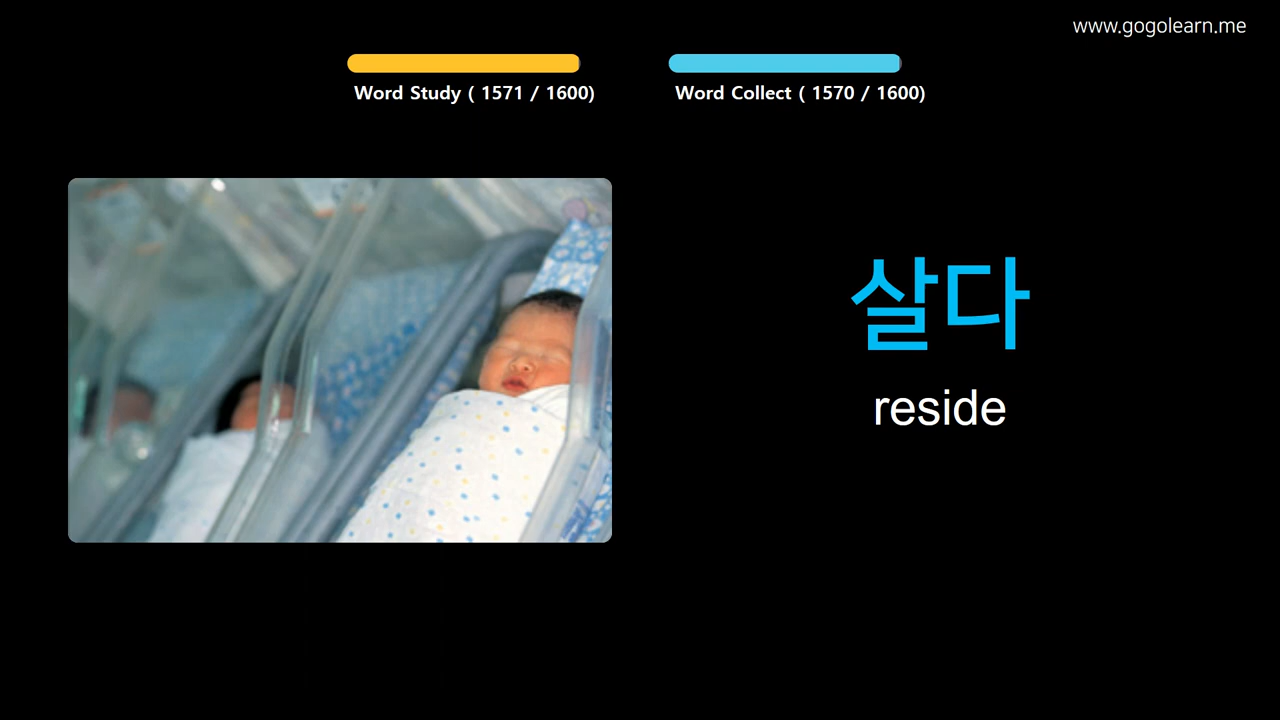 www.gogolearn.me
Word Study ( 1571 / 1600)
Word Collect ( 1570 / 1600)
살다
reside